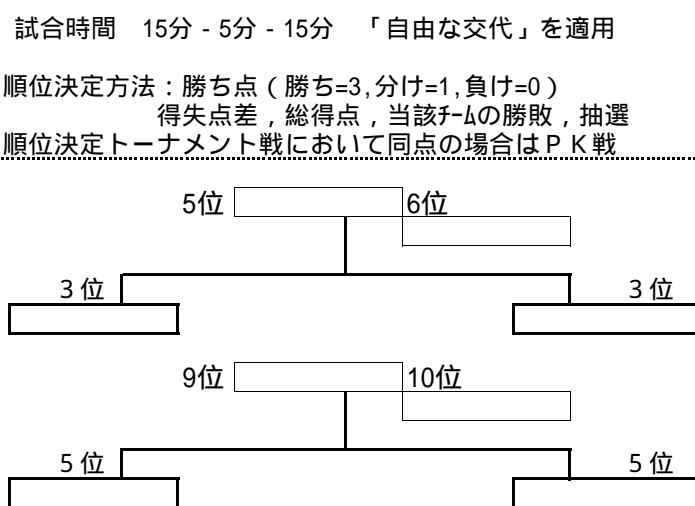 試合時間　15分 - 5分 - 15分　「自由な交代」を適用
順位決定方法：勝ち点（勝ち=3,分け=1,負け=0）
得失点差，総得点，当該ﾁｰﾑの勝敗，抽選
順位決定トーナメント戦において同点の場合はＰＫ戦
5位 6位
３位 ３位
9位 10位
５位 ５位